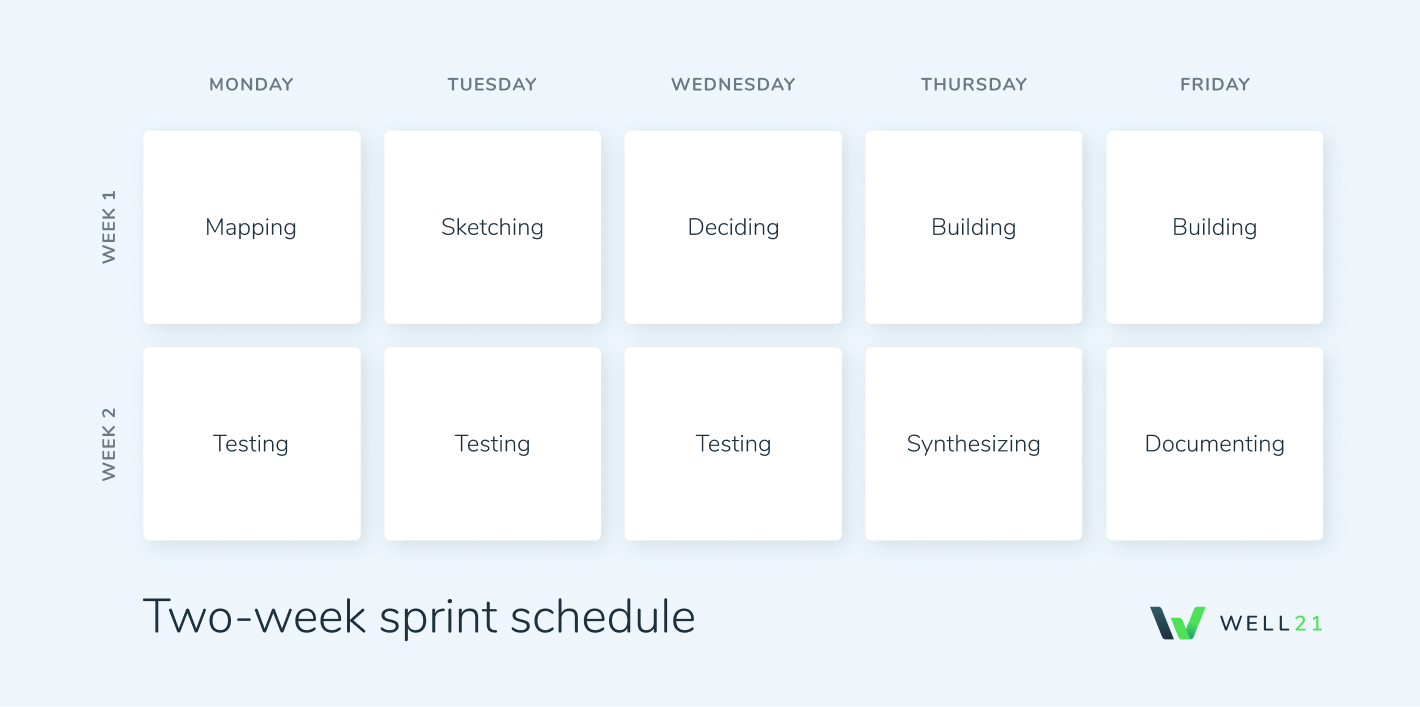 MONDAY TUESDAY WEDNESDAY THURSDAY FRIDAY
WEEK 1
Mapping Sketching Deciding Building Building
WEEK 2
Testing Testing Testing Synthesizing Documenting
Two-week sprint schedule
WELL21